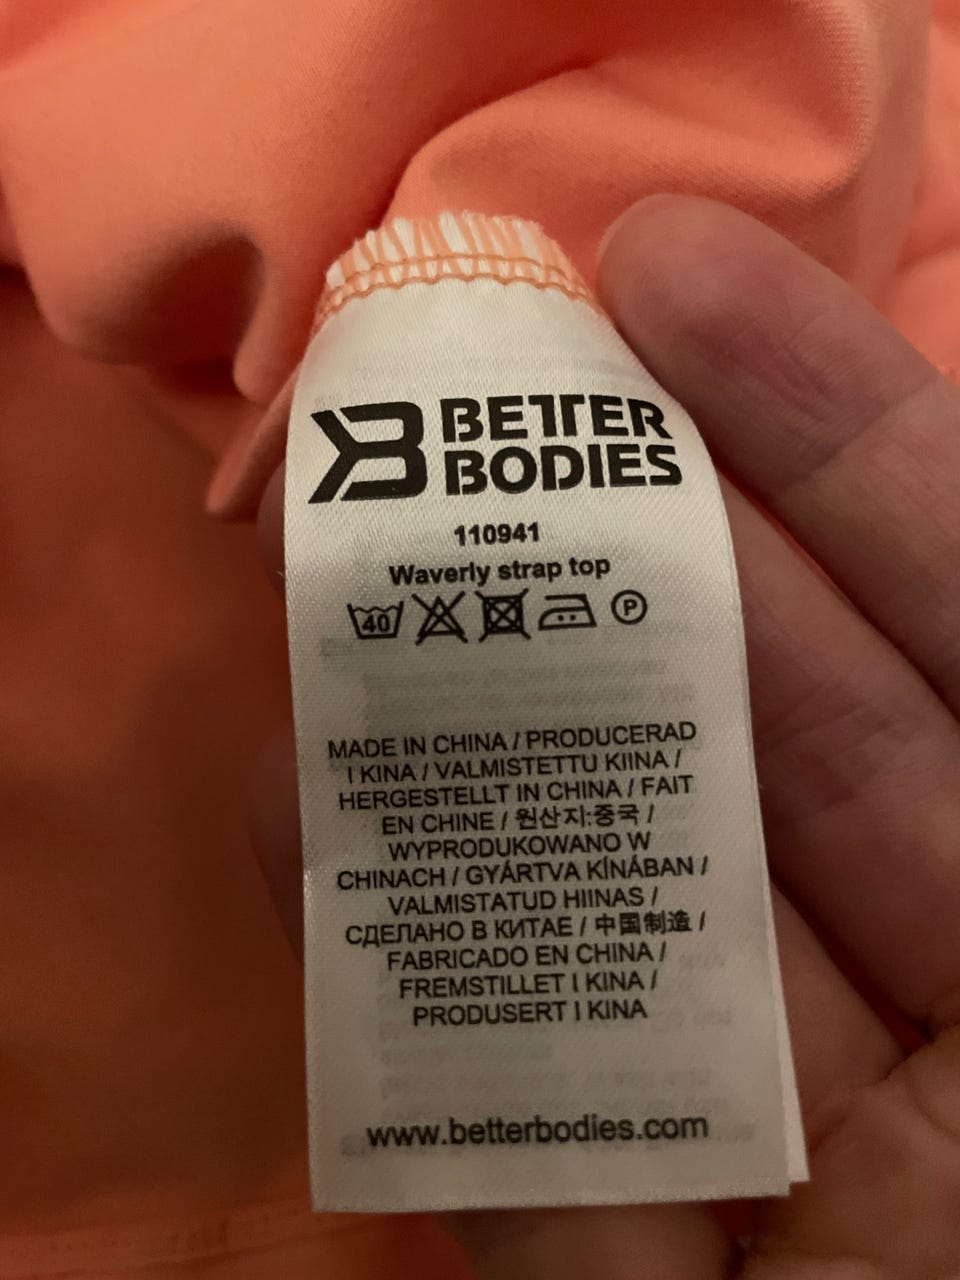 BETTER
BODIES
110941
Waverly strap top
40 P
MADE IN CHINA / PRODUCERAD
I KINA / VALMISTETTU KIINA /
HERGESTELLT IN CHINA / FAIT
EN CHINE / 원산지:중국 /
WYPRODUKOWANO W
CHINACH / GYÁRTVA KÍNÁBAN /
VALMISTATUD HIINAS /
СДЕЛАНО В КИТАЕ / 中国制造 /
FABRICADO EN CHINA /
FREMSTILLET I KINA /
PRODUSERT I KINA
www.betterbodies.com